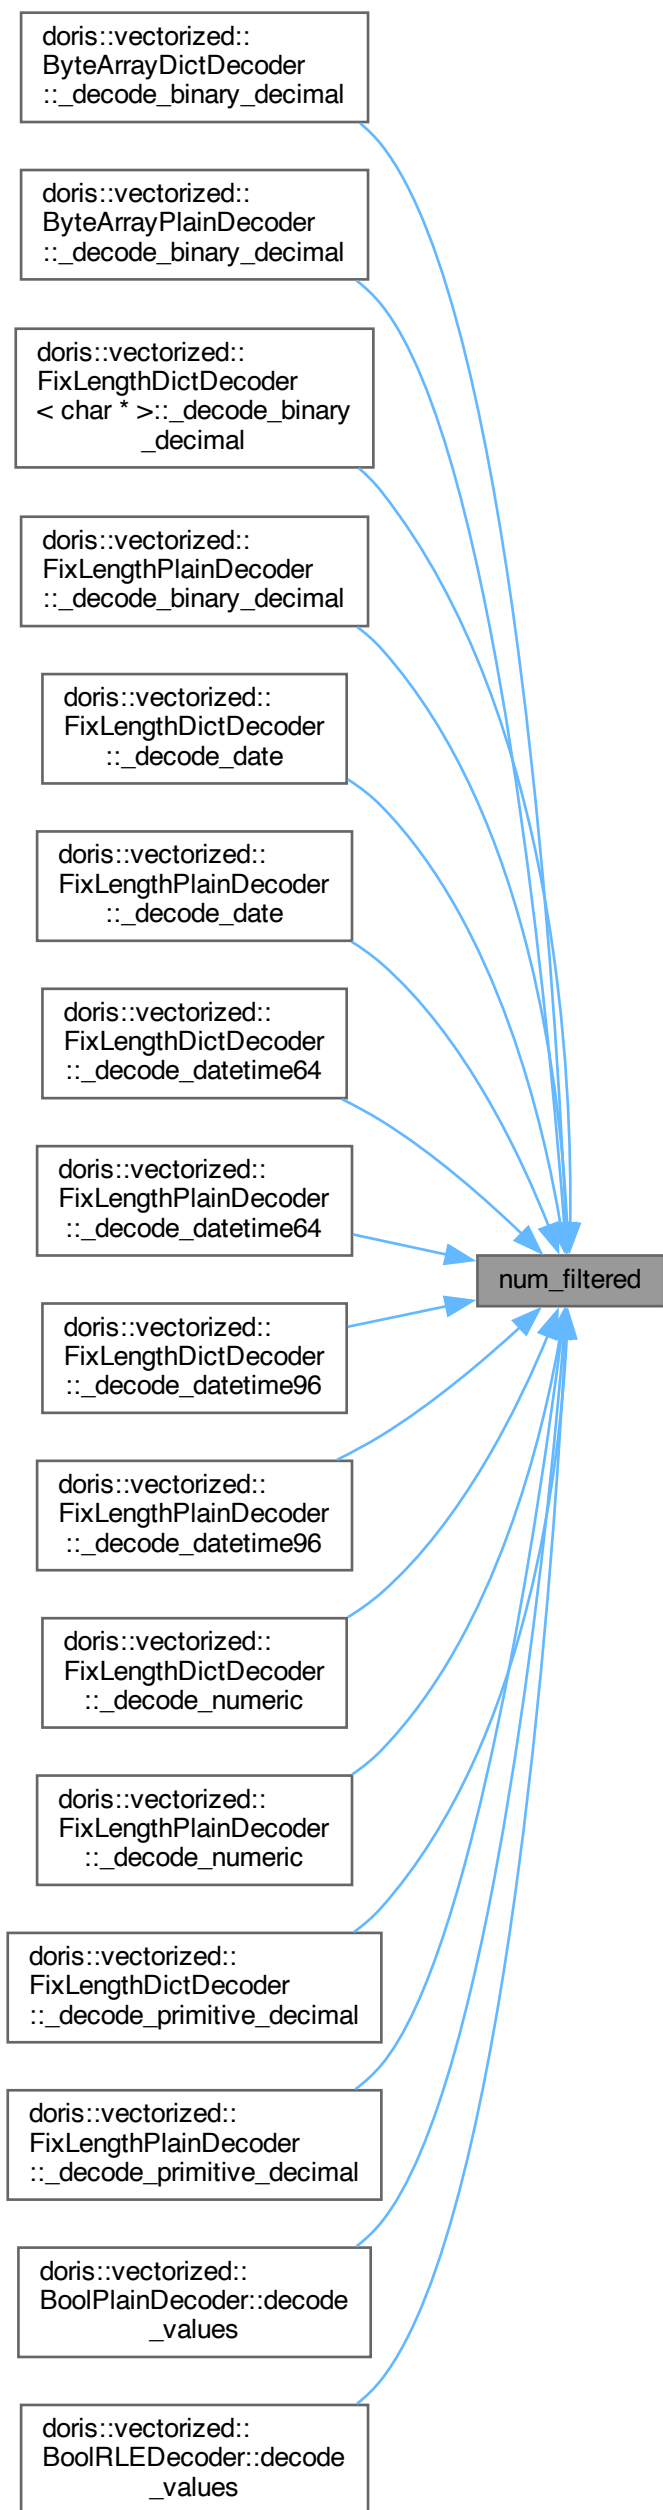 doris::vectorized::
ByteArrayDictDecoder
::_decode_binary_decimal
doris::vectorized::
ByteArrayPlainDecoder
::_decode_binary_decimal
doris::vectorized::
FixLengthDictDecoder
< char * >::_decode_binary
_decimal
doris::vectorized::
FixLengthPlainDecoder
::_decode_binary_decimal
doris::vectorized::
FixLengthDictDecoder
::_decode_date
doris::vectorized::
FixLengthPlainDecoder
::_decode_date
doris::vectorized::
FixLengthDictDecoder
::_decode_datetime64
doris::vectorized::
FixLengthPlainDecoder
::_decode_datetime64
num_filtered
doris::vectorized::
FixLengthDictDecoder
::_decode_datetime96
doris::vectorized::
FixLengthPlainDecoder
::_decode_datetime96
doris::vectorized::
FixLengthDictDecoder
::_decode_numeric
doris::vectorized::
FixLengthPlainDecoder
::_decode_numeric
doris::vectorized::
FixLengthDictDecoder
::_decode_primitive_decimal
doris::vectorized::
FixLengthPlainDecoder
::_decode_primitive_decimal
doris::vectorized::
BoolPlainDecoder::decode
_values
doris::vectorized::
BoolRLEDecoder::decode
_values